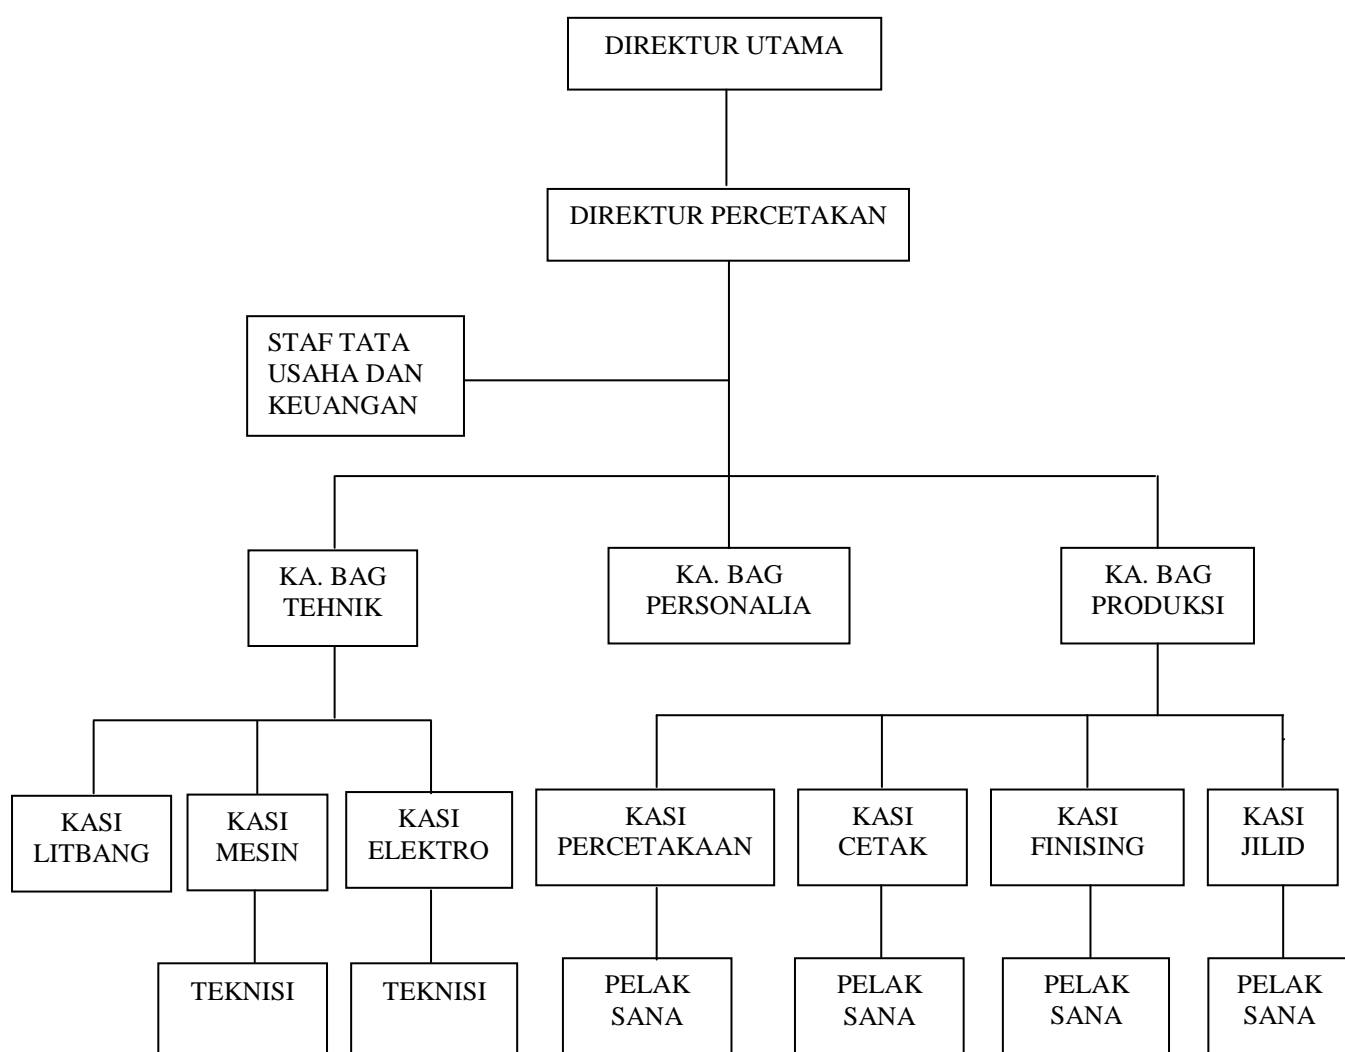 DIREKTUR UTAMA
DIREKTUR PERCETAKAN
STAF TATA
USAHA DAN
KEUANGAN
KA. BAG
TEHNIK
KA. BAG
PERSONALIA
KA. BAG
PRODUKSI
KASI
LITBANG
KASI
MESIN
KASI
ELEKTRO
KASI
PERCETAKAAN
KASI
CETAK
KASI
FINISING
KASI
JILID
TEKNISI
TEKNISI
PELAK
SANA
PELAK
SANA
PELAK
SANA
PELAK
SANA